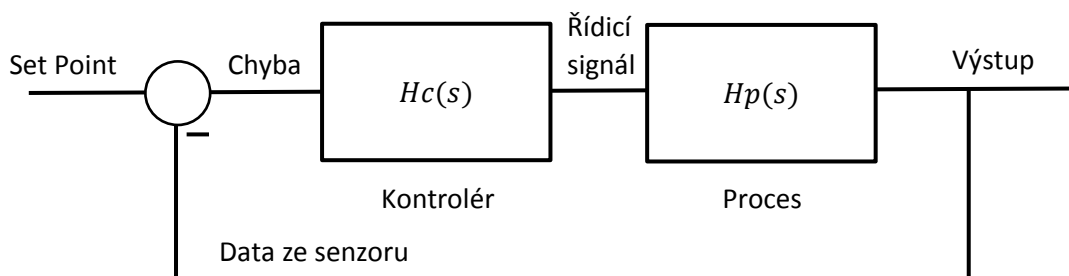 Set Point
Chyba
Hc(s)
Řídicí
signál
Hp(s)
Výstup
−
Kontrolér
Proces
Data ze senzoru